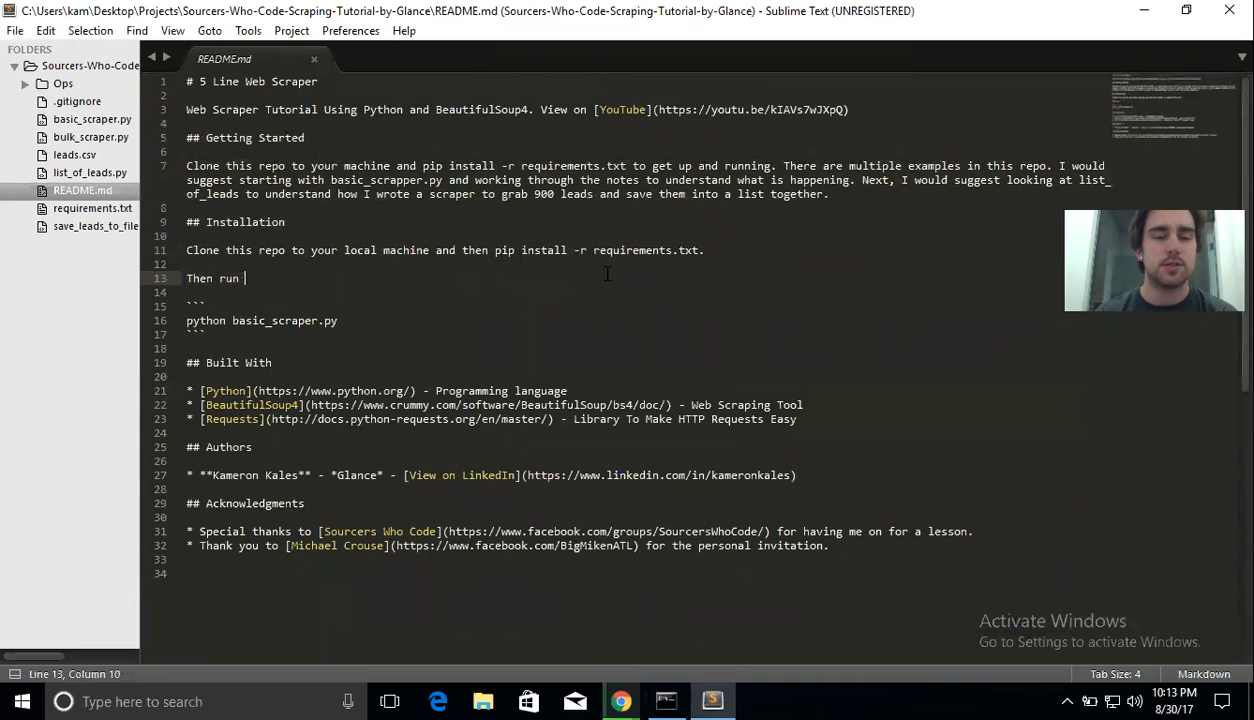 C:\Users\kam\Desktop\Projects\Sourcers-Who-Code-Scraping-Tutorial-by-Glance\README.md (Sourcers-Who-Code-Scraping-Tutorial-by-Glance) - Sublime Text (UNREGISTERED)
File Edit Selection Find View Goto Tools Project Preferences Help
FOLDERS
Sourcers-Who-Code
Ops
.gitignore
basic_scraper.py
bulk_scraper.py
leads.csv
list_of_leads.py
README.md
requirements.txt
save_leads_to_file
README.md
1 # 5 Line Web Scraper
2
3 Web Scraper Tutorial Using Python and BeautifulSoup4. View on [YouTube](https://youtu.be/kIAVs7wJXpQ)
4
5 ## Getting Started
6
7 Clone this repo to your machine and pip install -r requirements.txt to get up and running. There are multiple examples in this repo. I would
suggest starting with basic_scrapper.py and working through the notes to understand what is happening. Next, I would suggest looking at list_
of_leads to understand how I wrote a scraper to grab 900 leads and save them into a list together.
8
9 ## Installation
10
11 Clone this repo to your local machine and then pip install -r requirements.txt.
12
13 Then run
14
15 ```
16 python basic_scraper.py
17 ```
18
19 ## Built With
20
21 * [Python](https://www.python.org/) - Programming language
22 * [BeautifulSoup4](https://www.crummy.com/software/BeautifulSoup/bs4/doc/) - Web Scraping Tool
23 * [Requests](http://docs.python-requests.org/en/master/) - Library To Make HTTP Requests Easy
24
25 ## Authors
26
27 * **Kameron Kales** - *Glance* - [View on LinkedIn](https://www.linkedin.com/in/kameronkales)
28
29 ## Acknowledgments
30
31 * Special thanks to [Sourcers Who Code](https://www.facebook.com/groups/SourcersWhoCode/) for having me on for a lesson.
32 * Thank you to [Michael Crouse](https://www.facebook.com/BigMikenATL) for the personal invitation.
33
34
Activate Windows
Go to Settings to activate Windows.
Line 13, Column 10
Tab Size: 4
Markdown
Type here to search
10:13 PM
8/30/17